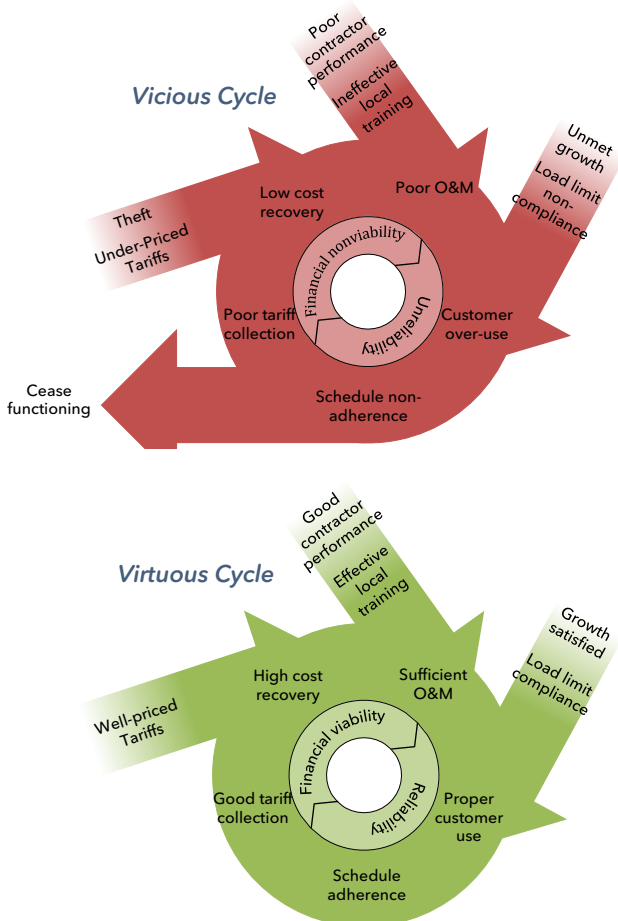 Vicious Cycle
Poor
contractor
performance
Ineffective
local
training
Unmet
growth
Load limit
non-
compliance
Theft
Under-Priced
Tariffs
Low cost
recovery
Poor O&M
Financial nonviability
Unreliability
Poor tariff
collection
Customer
over-use
Schedule non-
adherence
Cease
functioning
Virtuous Cycle
Good
contractor
performance
Effective
local
training
Growth
satisfied
Load limit
compliance
Well-priced
Tariffs
High cost
recovery
Sufficient
O&M
Financial viability
Reliability
Good tariff
collection
Proper
customer
use
Schedule
adherence